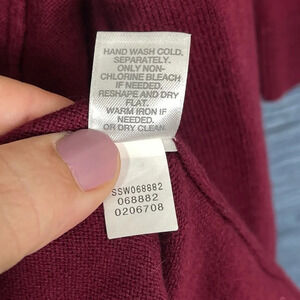 HAND WASH COLD.
SEPARATELY.
ONLY NON-
CHLORINE BLEACH
IF NEEDED.
RESHAPE AND DRY
FLAT.
WARM IRON IF
NEEDED.
OR DRY CLEAN.
SSW068882
068882
0206708